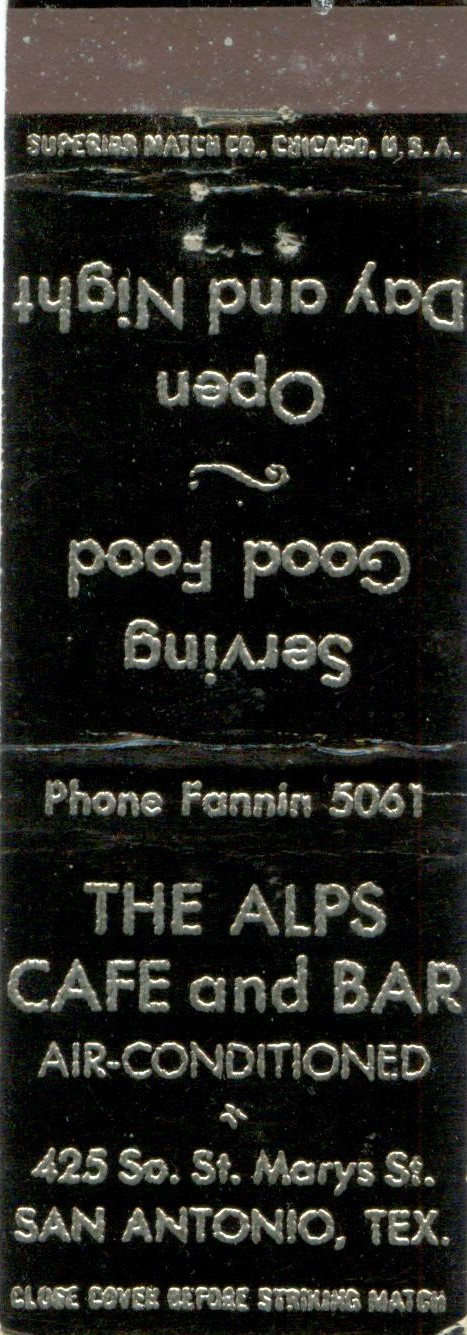 SUPERIOR MATCH CO., CHICAGO, U.S.A.
Serving
Good Food
Open
Day and Night
Phone Fannin 5061
THE ALPS
CAFE and BAR
AIR-CONDITIONED
425 So. St. Marys St.
SAN ANTONIO, TEX.
CLOSE COVER BEFORE STRIKING MATCH